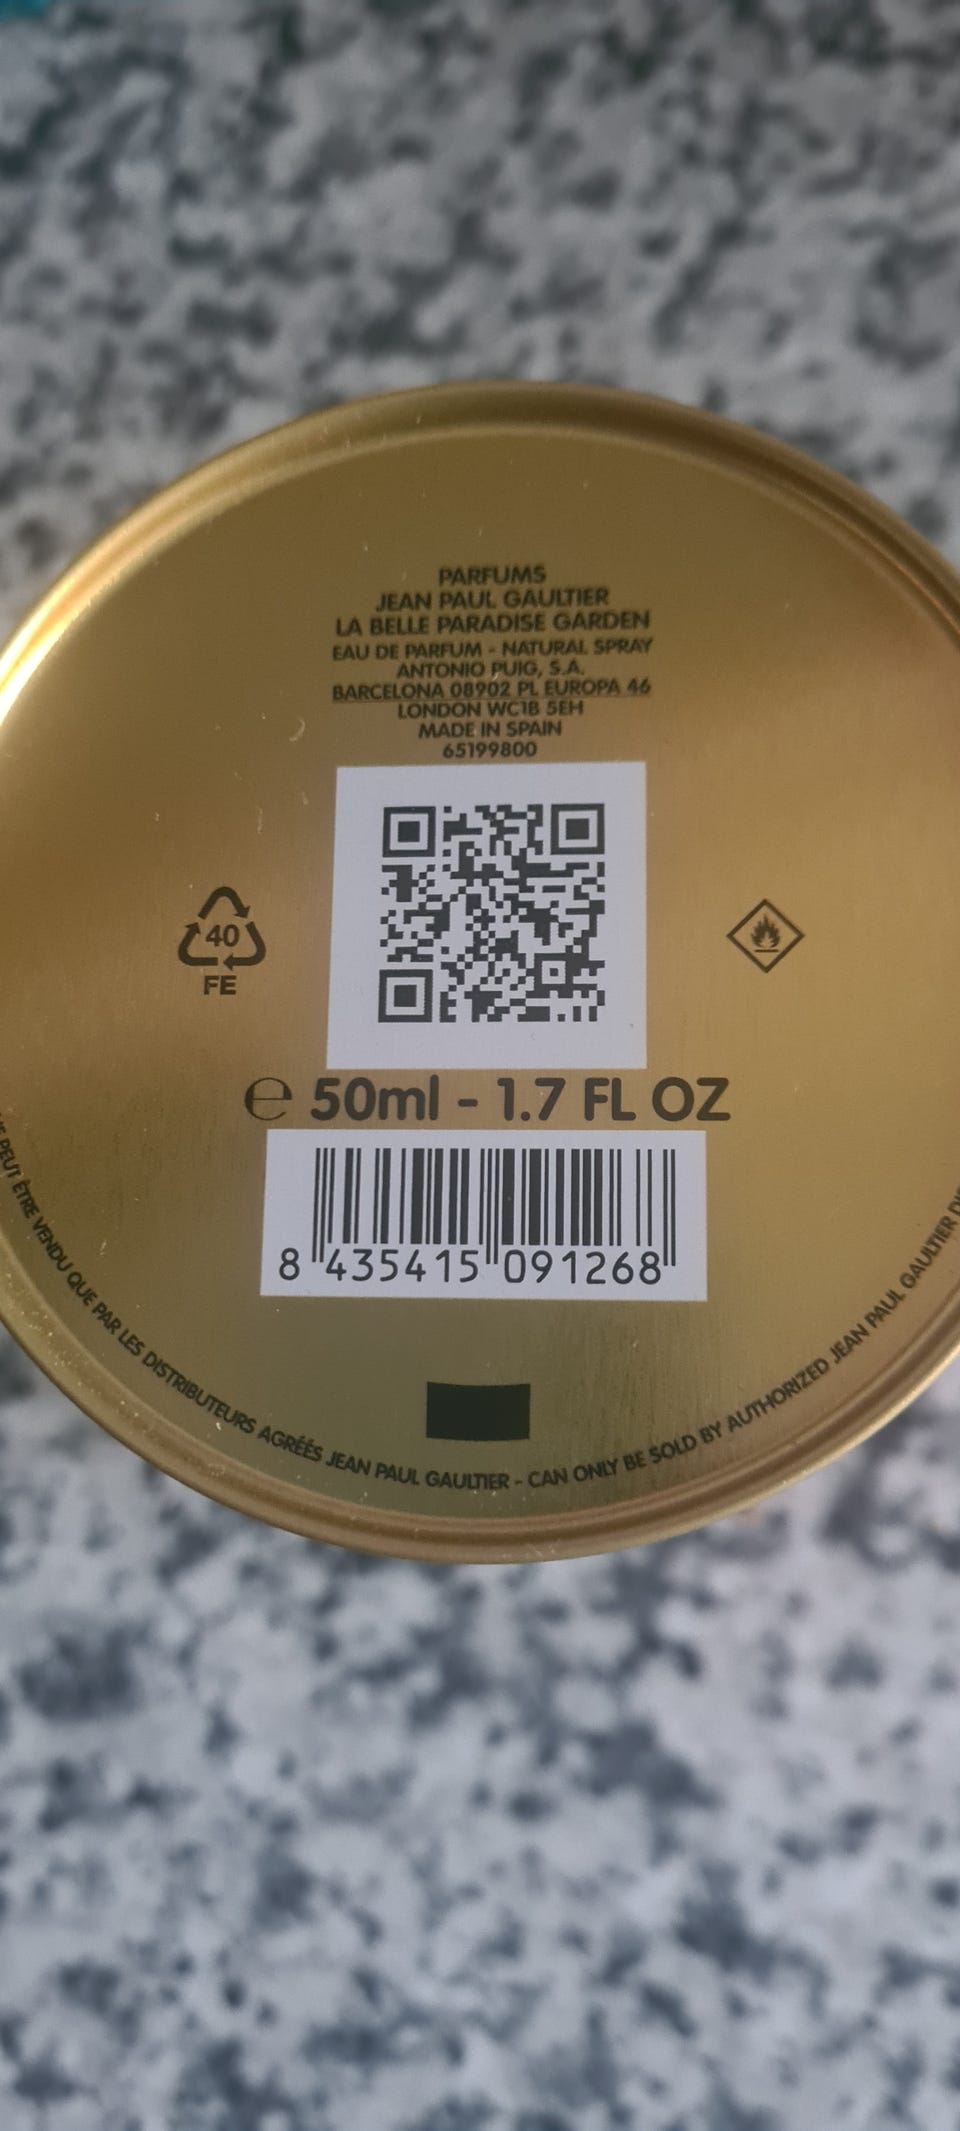 PARFUMS
JEAN PAUL GAULTIER
LA BELLE PARADISE GARDEN
EAU DE PARFUM - NATURAL SPRAY
ANTONIO PUIG, S.A.
BARCELONA 08902 PL EUROPA 46
LONDON WC1B 5EH
MADE IN SPAIN
65199800
40
FE
e 50ml - 1.7 FL OZ
8 435415 091268
PEUT ÊTRE VENDU QUE PAR LES DISTRIBUTEURS AGRÉÉS JEAN PAUL GAULTIER - CAN ONLY BE SOLD BY AUTHORIZED JEAN PAUL GAULTIER